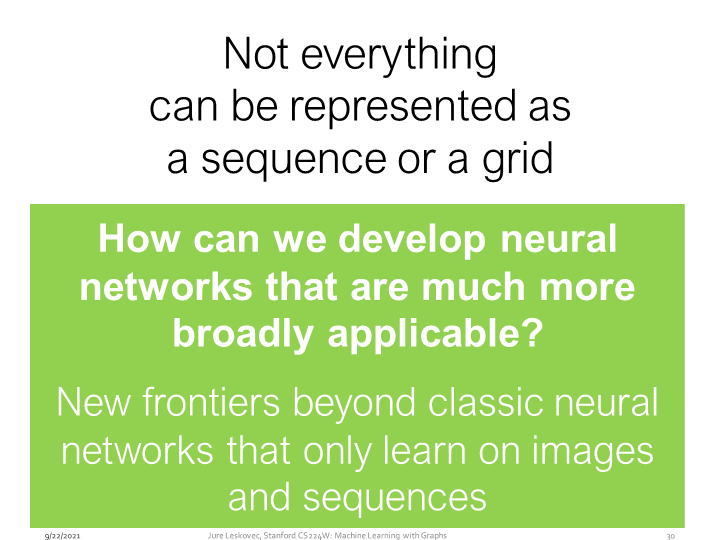 Not everything
can be represented as
a sequence or a grid
How can we develop neural
networks that are much more
broadly applicable?
New frontiers beyond classic neural
networks that only learn on images
and sequences
9/22/2021
Jure Leskovec, Stanford CS224W: Machine Learning with Graphs
30